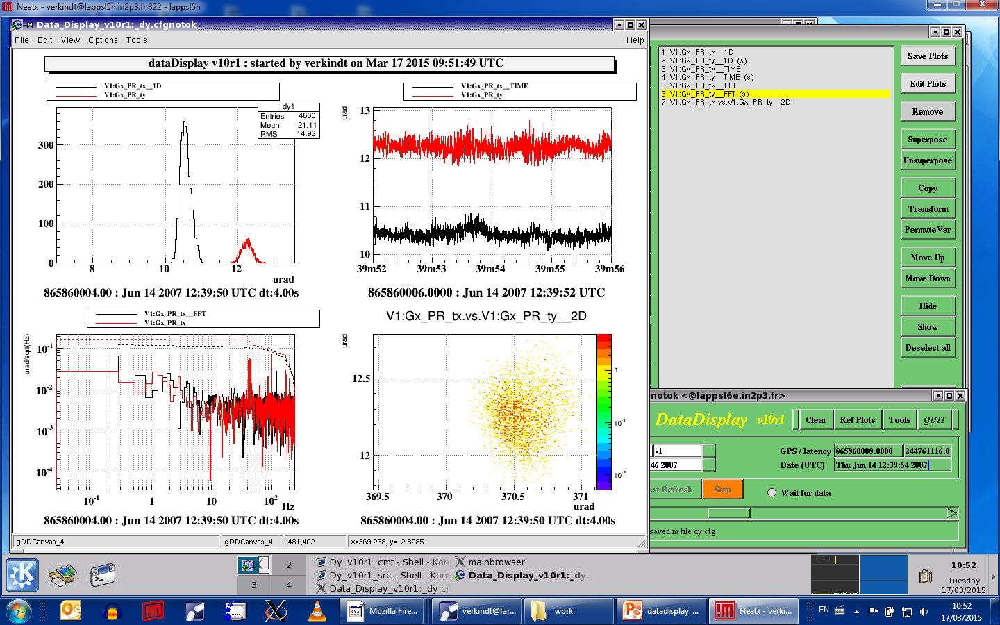 Neatx - verkindt@lappsl5h.in2p3.fr:822 - lappsl5h
Data_Display_v10r1:_dy.cfgnotok
File Edit View Options Tools Help
dataDisplay v10r1 : started by verkindt on Mar 17 2015 09:51:49 UTC
V1:Gx_PR_tx__1D
V1:Gx_PR_ty
dy1
Entries 4600
Mean 21.11
RMS 14.93
300
200
100
0
8 10 12
urad
865860004.00 : Jun 14 2007 12:39:50 UTC dt:4.00s
V1:Gx_PR_tx__TIME
V1:Gx_PR_ty
urad
13
12
11
10
39m52 39m53 39m54 39m55 39m56
865860006.0000 : Jun 14 2007 12:39:52 UTC
V1:Gx_PR_tx__FFT
V1:Gx_PR_ty
urad/sqrt(Hz)
10-1
10-2
10-3
10-4
10-1 1 10 102
Hz
865860004.00 : Jun 14 2007 12:39:50 UTC dt:4.00s
V1:Gx_PR_tx.vs.V1:Gx_PR_ty__2D
urad
12.5
12
1
10-1
10-2
369.5 370 370.5 371
urad
865860004.00 : Jun 14 2007 12:39:50 UTC dt:4.00s
gDDCanvas_4 gDDCanvas_4 481,402 x=369.268, y=12.8285
1 V1:Gx_PR_tx__1D
2 V1:Gx_PR_ty__1D (s)
3 V1:Gx_PR_tx__TIME
4 V1:Gx_PR_ty__TIME (s)
5 V1:Gx_PR_tx__FFT
6 V1:Gx_PR_ty__FFT (s)
7 V1:Gx_PR_tx.vs.V1:Gx_PR_ty__2D
Save Plots
Edit Plots
Remove
Superpose
Unsuperpose
Copy
Transform
PermuteVar
Move Up
Move Down
Hide
Show
Deselect all
notok <@lappsl6e.in2p3.fr>
DataDisplay v10r1 Clear Ref Plots Tools QUIT
-1 GPS / latency 865860008.0000 244761116.0
46 2007 Date (UTC) Thu Jun 14 12:39:54 2007
ext Refresh Stop Wait for data
saved in file dy.cfg
1 2
3 4
Dy_v10r1_cmt - Shell - Kon
Dy_v10r1_src - Shell - Kons
Data_Display_v10r1:_dy.cf
mainbrowser
Data_Display_v10r1:_dy.
CPU
10:52
Tuesday
17/03/2015
Mozilla Fire...
verkindt@far...
work
datadisplay_...
Neatx - verki...
EN
10:52
17/03/2015